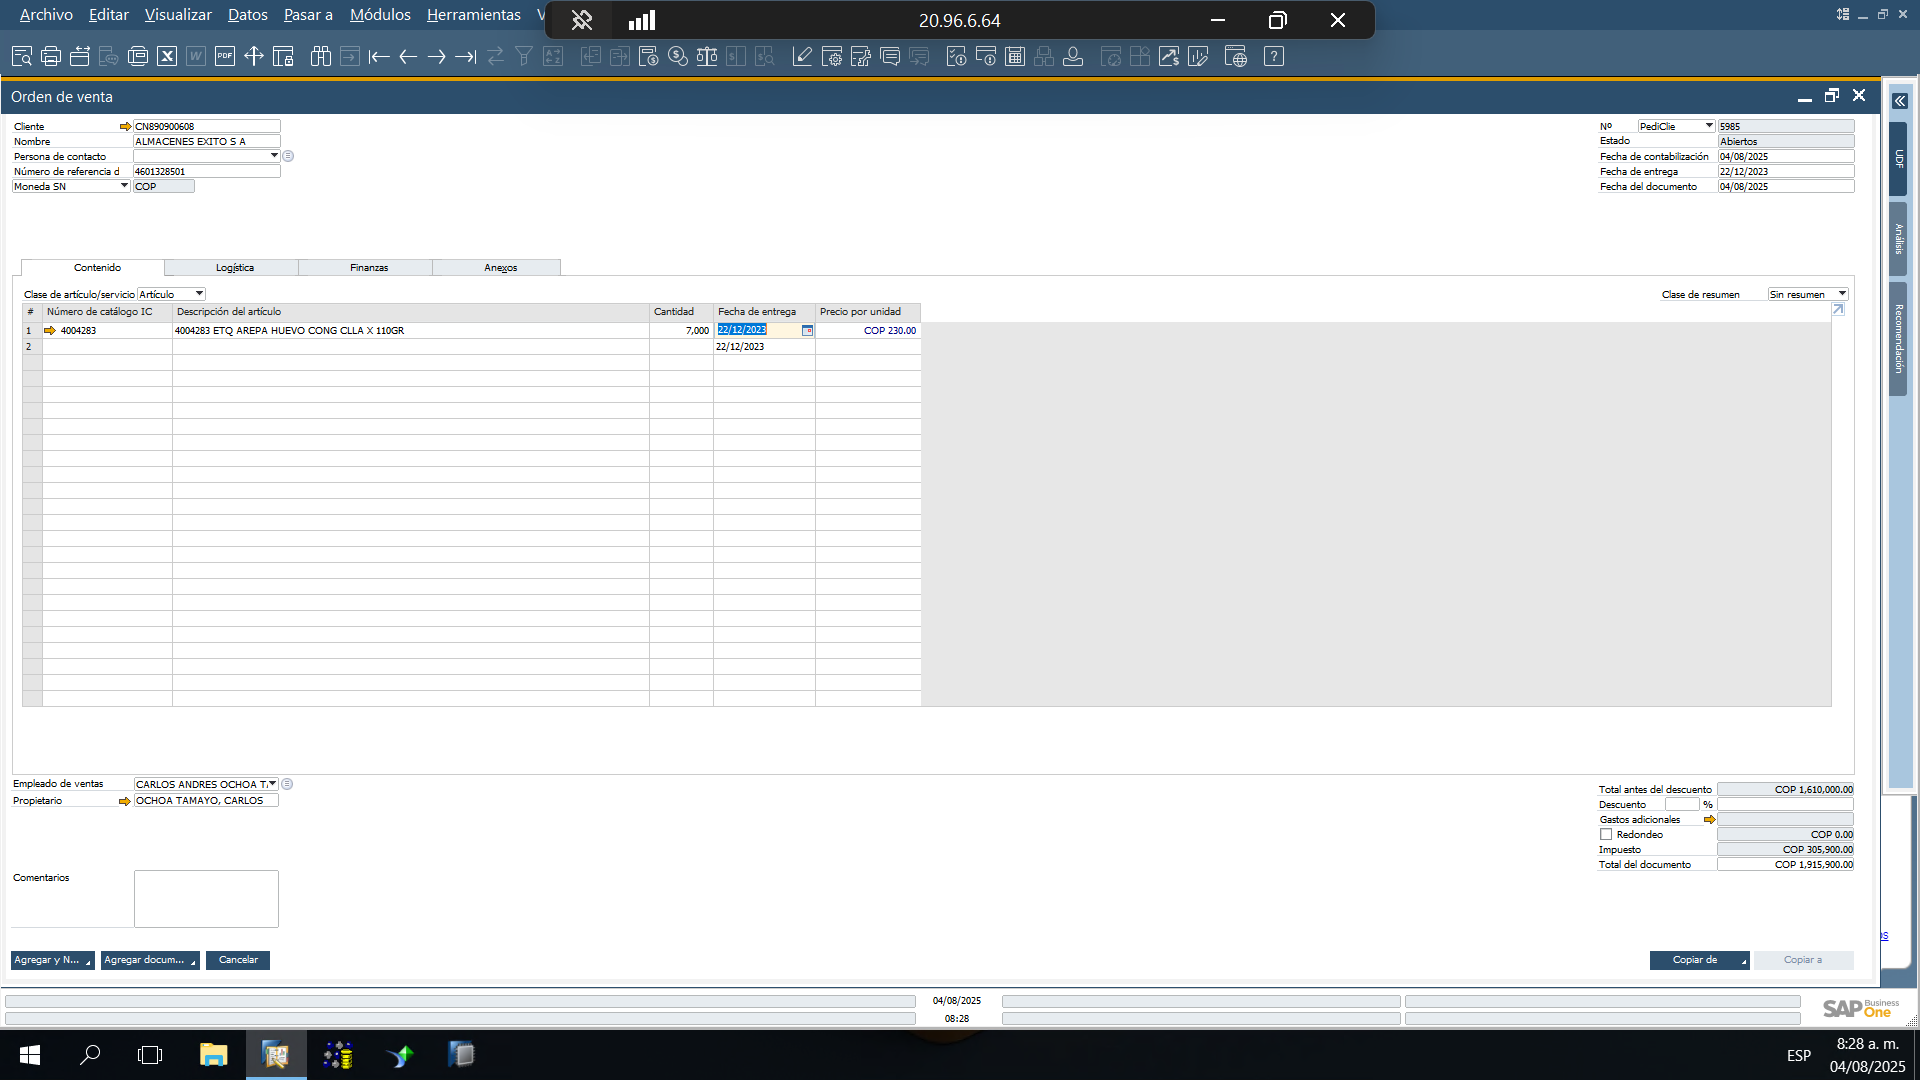 Archivo Editar Visualizar Datos Pasar a Módulos Herramientas V
20.96.6.64
Orden de venta
Cliente CN890900608
Nombre ALMACENES EXITO S A
Persona de contacto
Número de referencia d 4601328501
Moneda SN COP
Nº PediClie 5985
Estado Abiertos
Fecha de contabilización 04/08/2025
Fecha de entrega 22/12/2023
Fecha del documento 04/08/2025
UDF
Análisis
Recomendación
Contenido Logística Finanzas Anexos
Clase de artículo/servicio Artículo
Clase de resumen Sin resumen
# Número de catálogo IC Descripción del artículo Cantidad Fecha de entrega Precio por unidad
1 4004283 4004283 ETQ AREPA HUEVO CONG CLLA X 110GR 7,000 22/12/2023 COP 230.00
2 22/12/2023
Empleado de ventas CARLOS ANDRES OCHOA T
Propietario OCHOA TAMAYO, CARLOS
Total antes del descuento COP 1,610,000.00
Descuento %
Gastos adicionales
Redondeo COP 0.00
Impuesto COP 305,900.00
Total del documento COP 1,915,900.00
Comentarios
Agregar y N... Agregar docum... Cancelar
Copiar de Copiar a
04/08/2025
08:28
SAP Business One
ESP
8:28 a. m.
04/08/2025